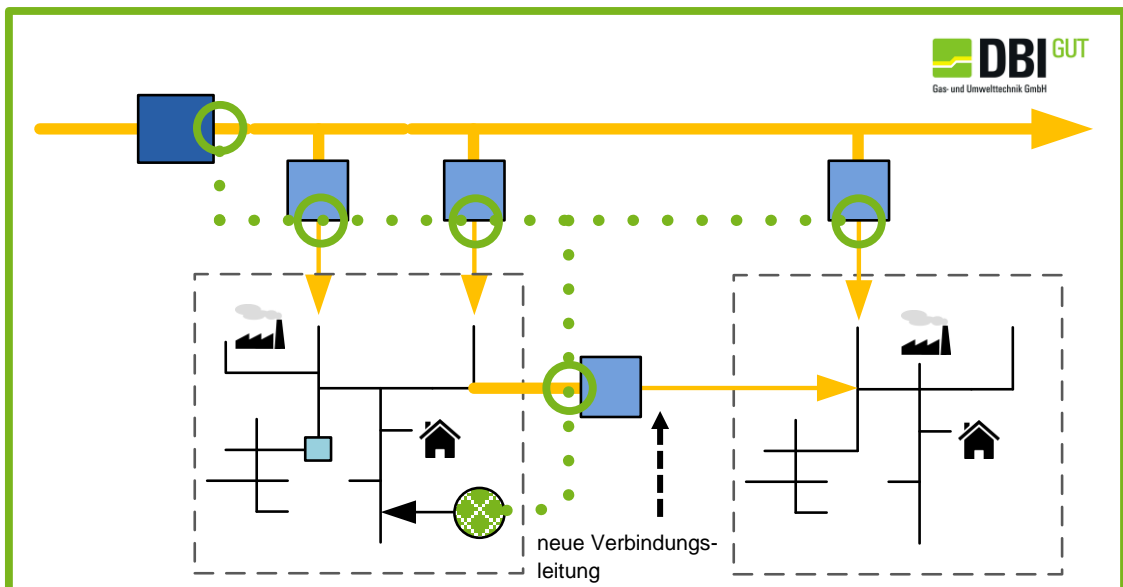 DBI GUT
Gas- und Umwelttechnik GmbH
neue Verbindungs-
leitung